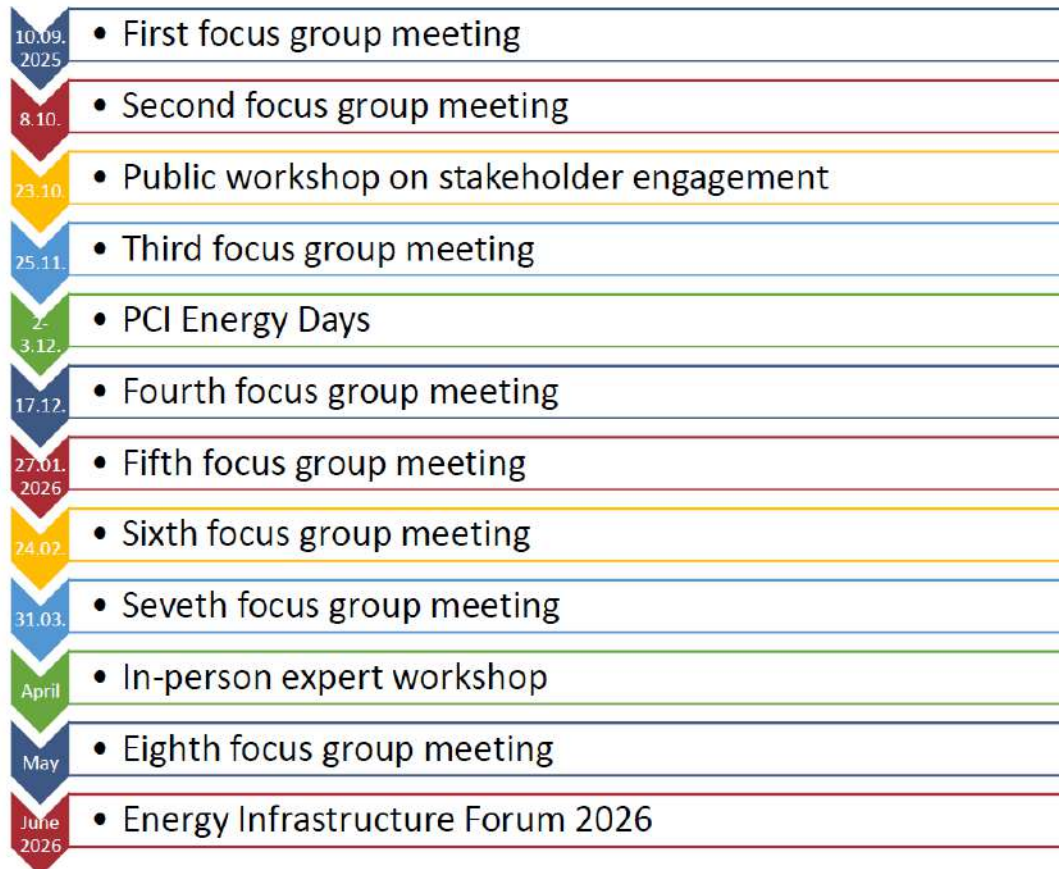 10.09.
2025
• First focus group meeting
8.10.
• Second focus group meeting
23.10.
• Public workshop on stakeholder engagement
25.11.
• Third focus group meeting
2-
3.12.
• PCI Energy Days
17.12.
• Fourth focus group meeting
27.01.
2026
• Fifth focus group meeting
24.02.
• Sixth focus group meeting
31.03.
• Seveth focus group meeting
April
• In-person expert workshop
May
• Eighth focus group meeting
June
2026
• Energy Infrastructure Forum 2026